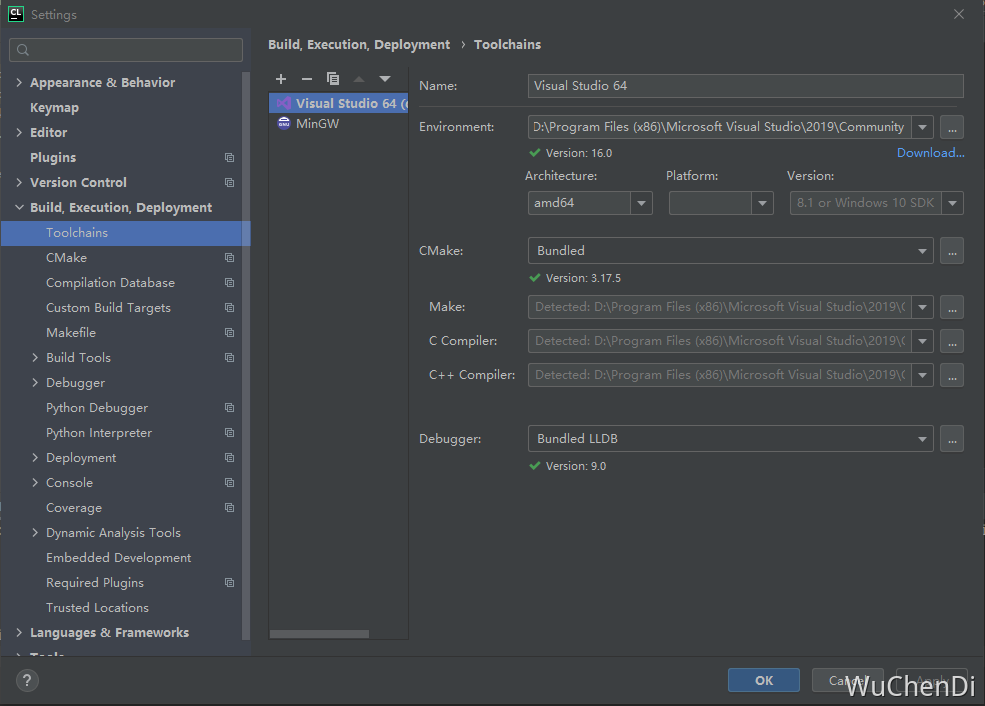 CL Settings
Build, Execution, Deployment › Toolchains
Appearance & Behavior
Keymap
Editor
Plugins
Version Control
Build, Execution, Deployment
Toolchains
CMake
Compilation Database
Custom Build Targets
Makefile
Build Tools
Debugger
Python Debugger
Python Interpreter
Deployment
Console
Coverage
Dynamic Analysis Tools
Embedded Development
Required Plugins
Trusted Locations
Languages & Frameworks
Tools
Visual Studio 64 (d
MinGW
Name: Visual Studio 64
Environment: D:\Program Files (x86)\Microsoft Visual Studio\2019\Community ...
Version: 16.0 Download...
Architecture: Platform: Version:
amd64 8.1 or Windows 10 SDK
CMake: Bundled ...
Version: 3.17.5
Make: Detected: D:\Program Files (x86)\Microsoft Visual Studio\2019\C ...
C Compiler: Detected: D:\Program Files (x86)\Microsoft Visual Studio\2019\C ...
C++ Compiler: Detected: D:\Program Files (x86)\Microsoft Visual Studio\2019\C ...
Debugger: Bundled LLDB ...
Version: 9.0
? OK Cancel Apply
WuChenDi